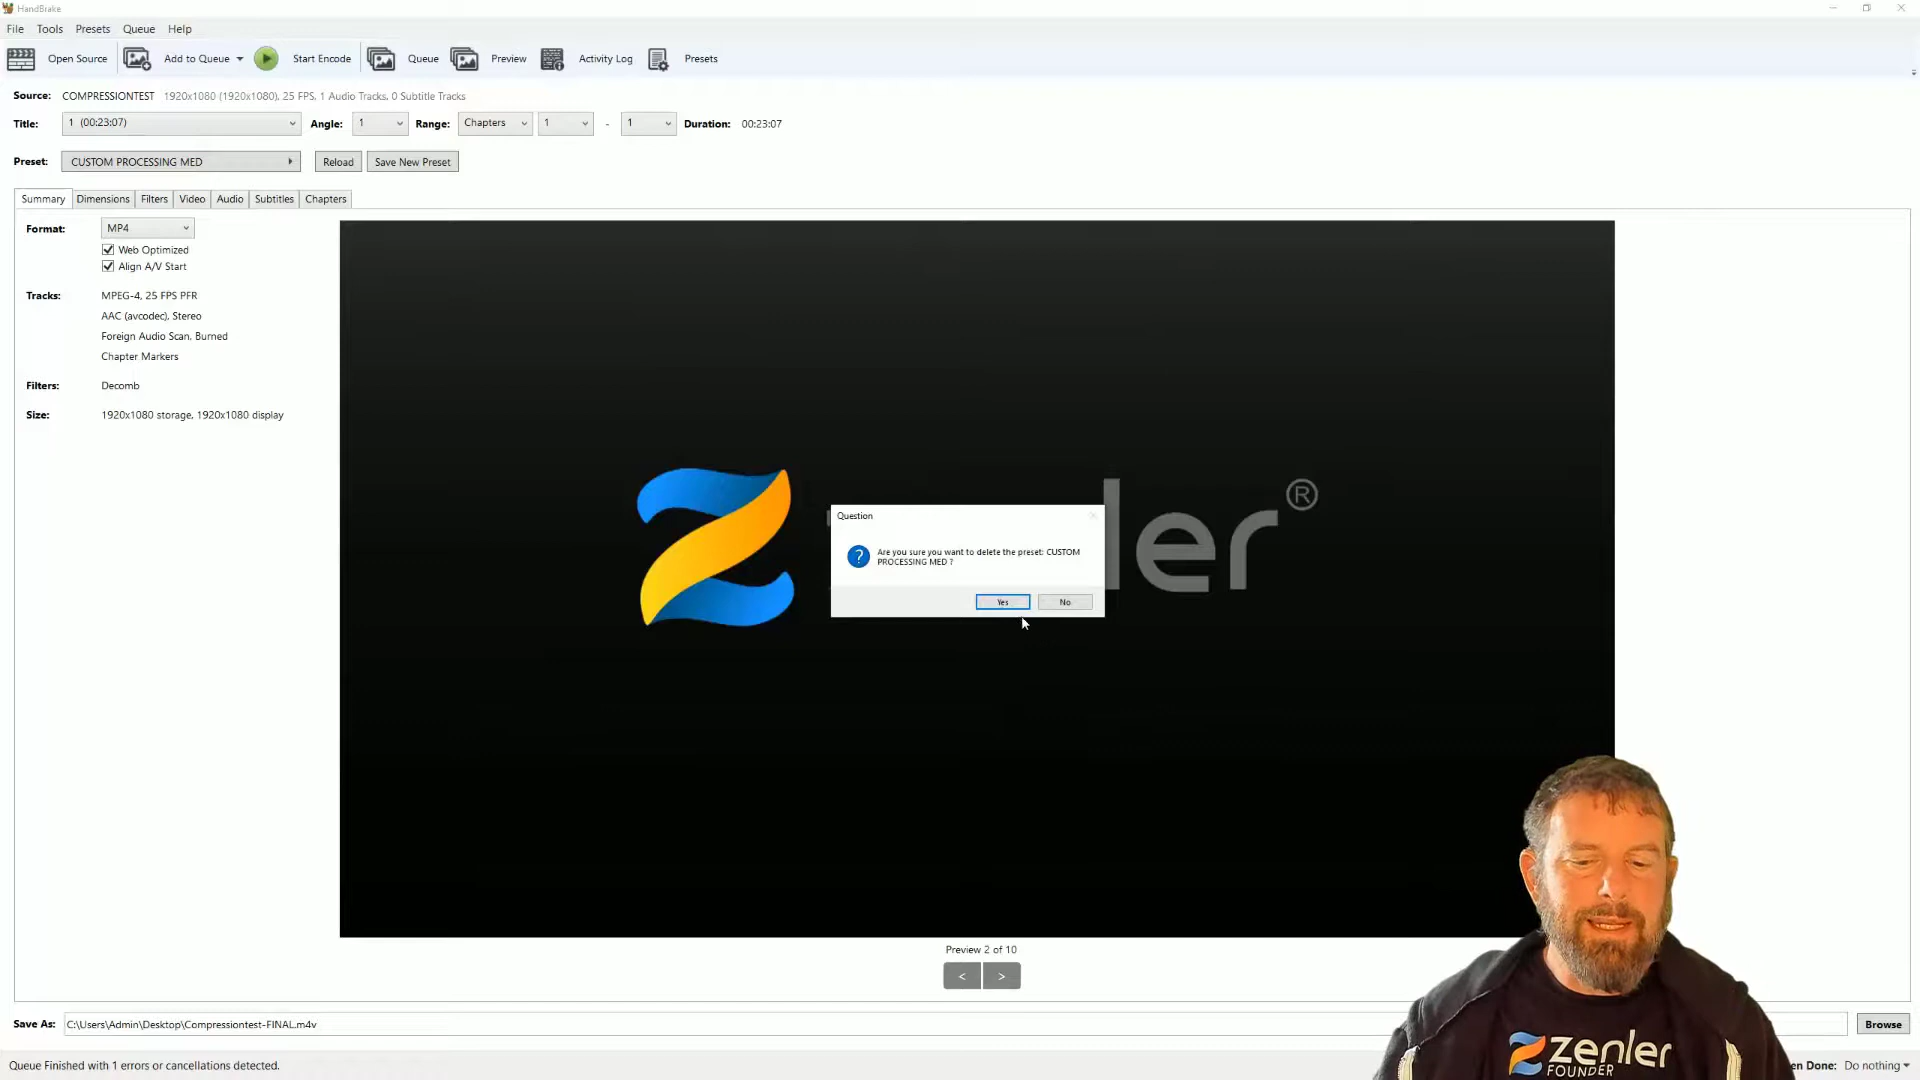 HandBrake
File Tools Presets Queue Help
Open Source Add to Queue Start Encode Queue Preview Activity Log Presets
Source: COMPRESSIONTEST 1920x1080 (1920x1080), 25 FPS, 1 Audio Tracks, 0 Subtitle Tracks
Title: 1 (00:23:07) Angle: 1 Range: Chapters 1 - 1 Duration: 00:23:07
Preset: CUSTOM PROCESSING MED Reload Save New Preset
Summary Dimensions Filters Video Audio Subtitles Chapters
Format: MP4
Web Optimized
Align A/V Start
Tracks: MPEG-4, 25 FPS PFR
AAC (avcodec), Stereo
Foreign Audio Scan, Burned
Chapter Markers
Filters: Decomb
Size: 1920x1080 storage, 1920x1080 display
ler®
Question
? Are you sure you want to delete the preset: CUSTOM
PROCESSING MED ?
Yes No
Preview 2 of 10
< >
Save As: C:\Users\Admin\Desktop\Compressiontest-FINAL.m4v Browse
zenler
FOUNDER
Queue Finished with 1 errors or cancellations detected. en Done: Do nothing